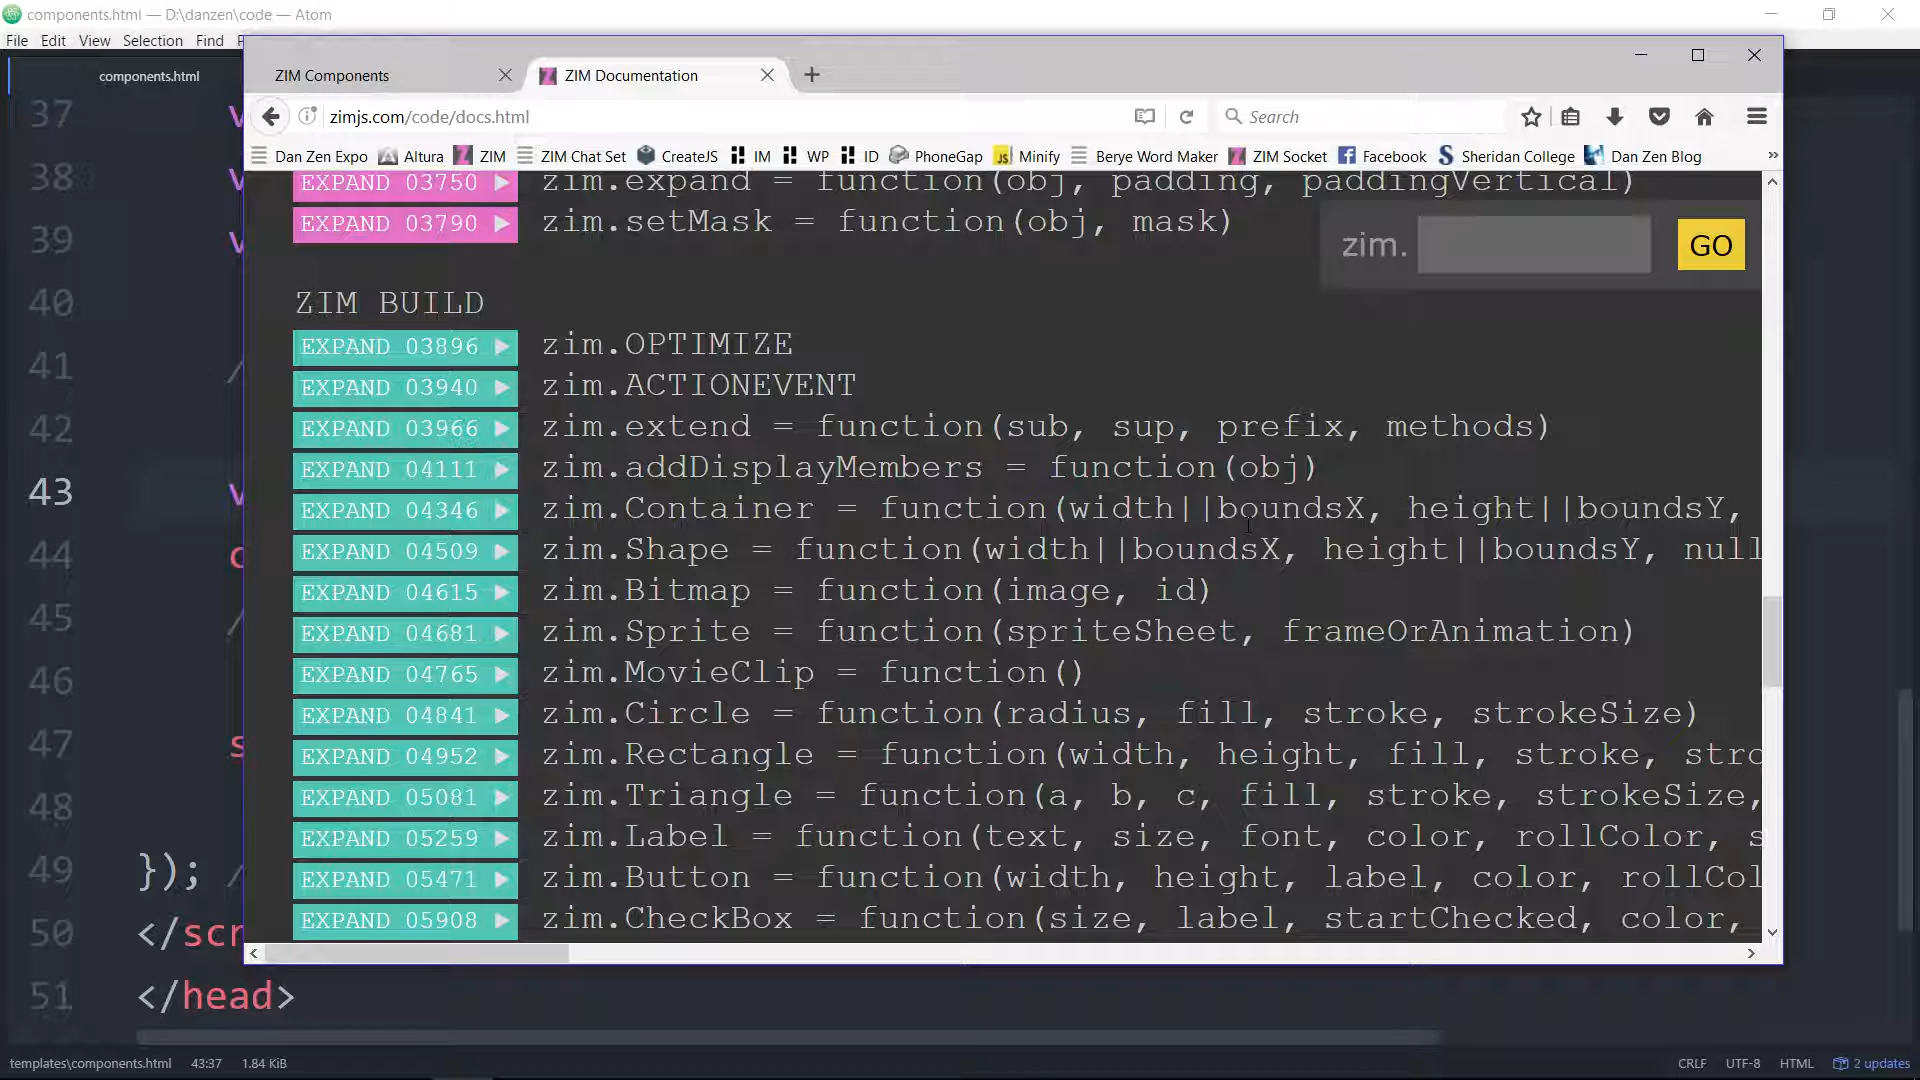 components.html — D:\danzen\code — Atom
File Edit View Selection Find
components.html
ZIM Components
ZIM Documentation
zimjs.com/code/docs.html
Search
Dan Zen Expo
Altura
ZIM
ZIM Chat Set
CreateJS
IM
WP
ID
PhoneGap
Minify
Berye Word Maker
ZIM Socket
Facebook
Sheridan College
Dan Zen Blog
»
EXPAND 03750 zim.expand = function(obj, padding, paddingVertical)
EXPAND 03790 zim.setMask = function(obj, mask)
zim. GO
ZIM BUILD
EXPAND 03896 zim.OPTIMIZE
EXPAND 03940 zim.ACTIONEVENT
EXPAND 03966 zim.extend = function(sub, sup, prefix, methods)
EXPAND 04111 zim.addDisplayMembers = function(obj)
EXPAND 04346 zim.Container = function(width||boundsX, height||boundsY,
EXPAND 04509 zim.Shape = function(width||boundsX, height||boundsY, null
EXPAND 04615 zim.Bitmap = function(image, id)
EXPAND 04681 zim.Sprite = function(spriteSheet, frameOrAnimation)
EXPAND 04765 zim.MovieClip = function()
EXPAND 04841 zim.Circle = function(radius, fill, stroke, strokeSize)
EXPAND 04952 zim.Rectangle = function(width, height, fill, stroke, stro
EXPAND 05081 zim.Triangle = function(a, b, c, fill, stroke, strokeSize,
EXPAND 05259 zim.Label = function(text, size, font, color, rollColor, s
EXPAND 05471 zim.Button = function(width, height, label, color, rollCol
EXPAND 05908 zim.CheckBox = function(size, label, startChecked, color,
37 v
38 v
39 v
40
41 /
42
43 v
44 c
45 /
46
47 s
48
49 }); /
50 </scr
51 </head>
templates\components.html 43:37 1.84 KiB
CRLF UTF-8 HTML 2 updates